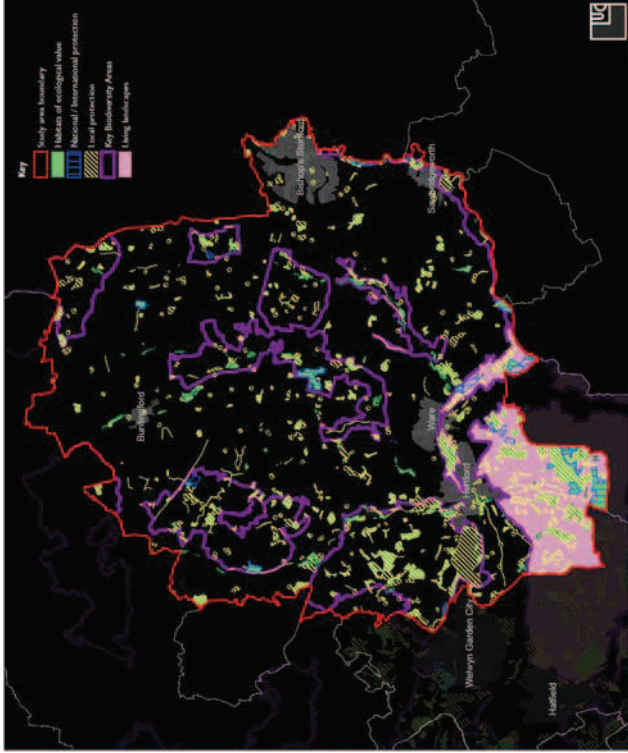 Key
Study area boundary
Habitats of ecological value
National / International protection
Local protection
Key Biodiversity Areas
Living landscapes
Buntingford
Bishop's Stortford
Sawbridgeworth
Ware
Hertford
Welwyn Garden City
Hatfield